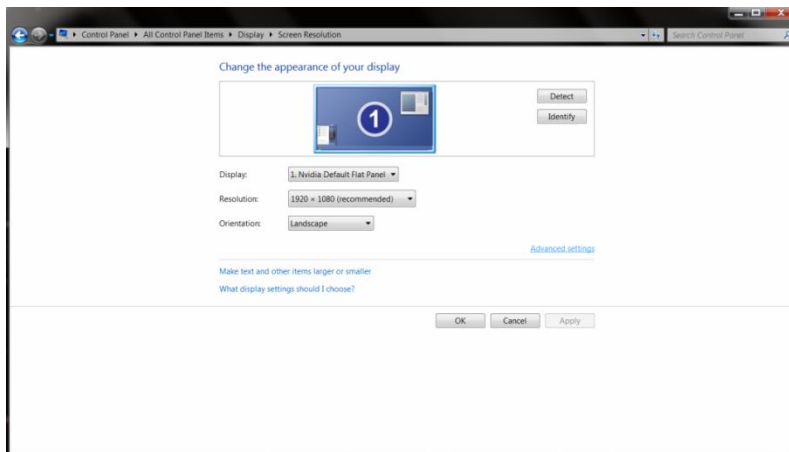 Control Panel ▸ All Control Panel Items ▸ Display ▸ Screen Resolution
Search Control Panel
Change the appearance of your display
1
Detect
Identify
Display: 1. Nvidia Default Flat Panel
Resolution: 1920 × 1080 (recommended)
Orientation: Landscape
Advanced settings
Make text and other items larger or smaller
What display settings should I choose?
OK Cancel Apply